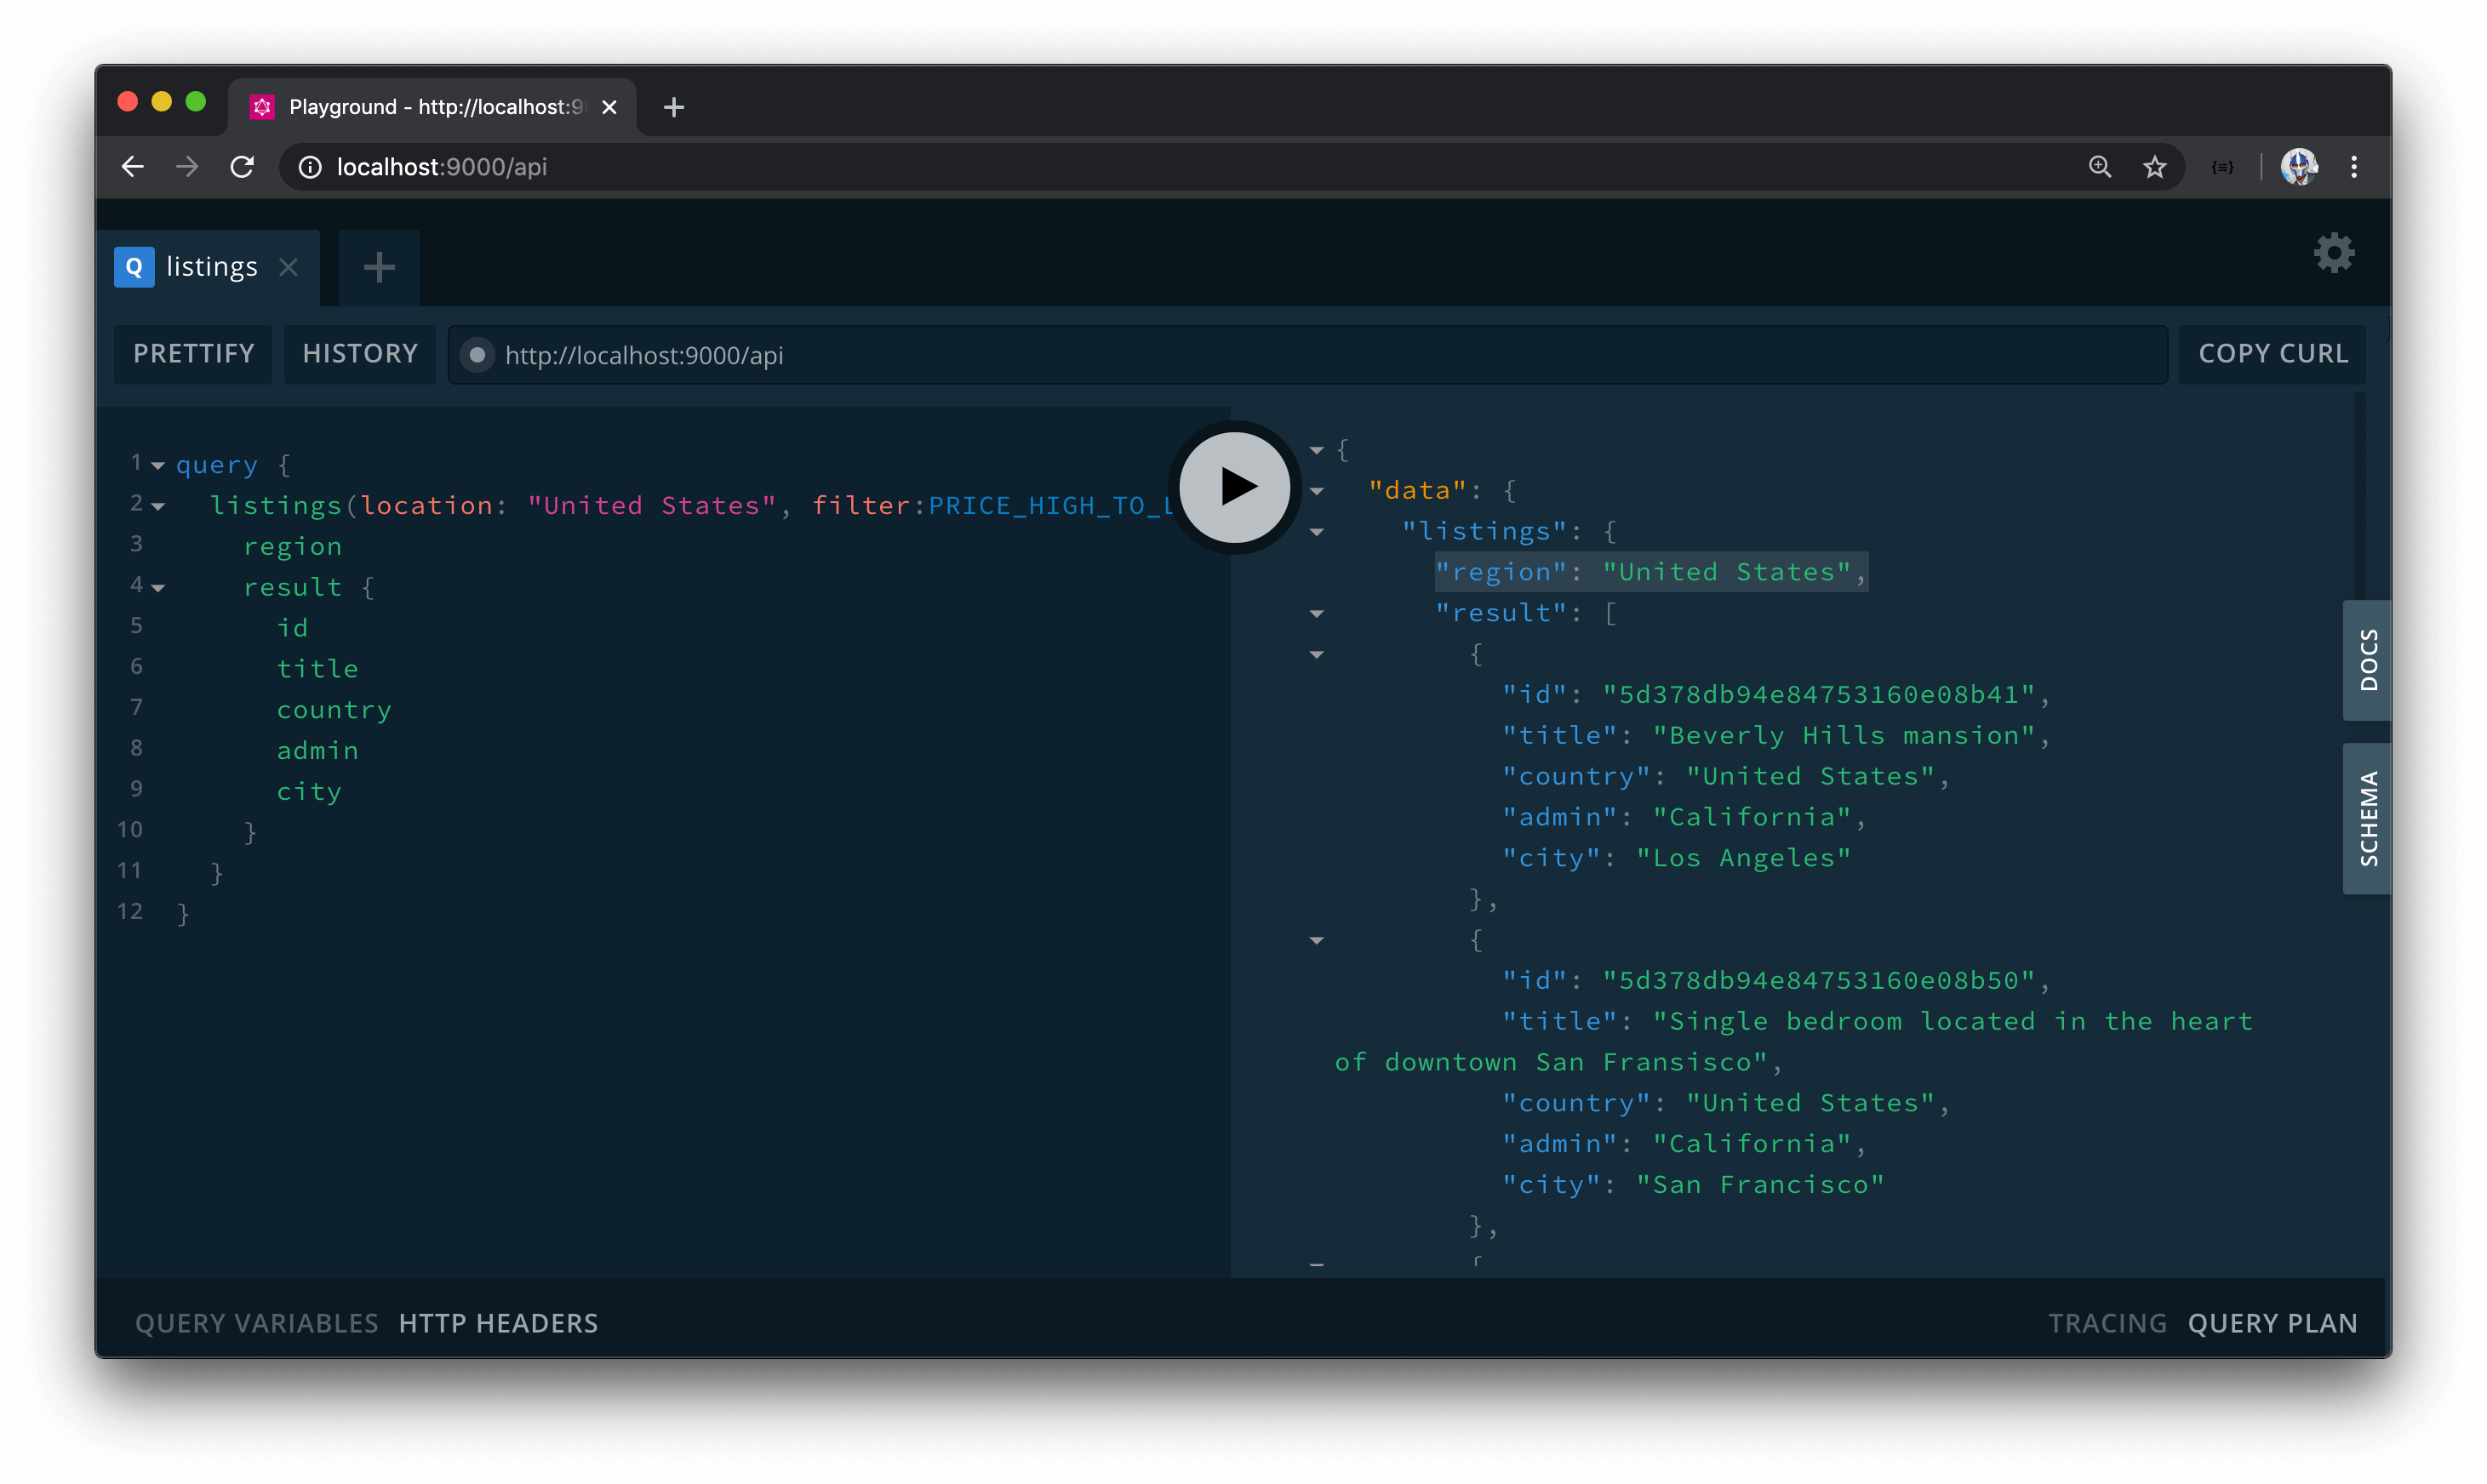 Playground - http://localhost:9
localhost:9000/api
Q listings
PRETTIFY
HISTORY
http://localhost:9000/api
COPY CURL
1 query {
2 listings(location: "United States", filter:PRICE_HIGH_TO_L
3 region
4 result {
5 id
6 title
7 country
8 admin
9 city
10 }
11 }
12 }
{
"data": {
"listings": {
"region": "United States",
"result": [
{
"id": "5d378db94e84753160e08b41",
"title": "Beverly Hills mansion",
"country": "United States",
"admin": "California",
"city": "Los Angeles"
},
{
"id": "5d378db94e84753160e08b50",
"title": "Single bedroom located in the heart
of downtown San Fransisco",
"country": "United States",
"admin": "California",
"city": "San Francisco"
},
{
DOCS
SCHEMA
QUERY VARIABLES HTTP HEADERS
TRACING QUERY PLAN